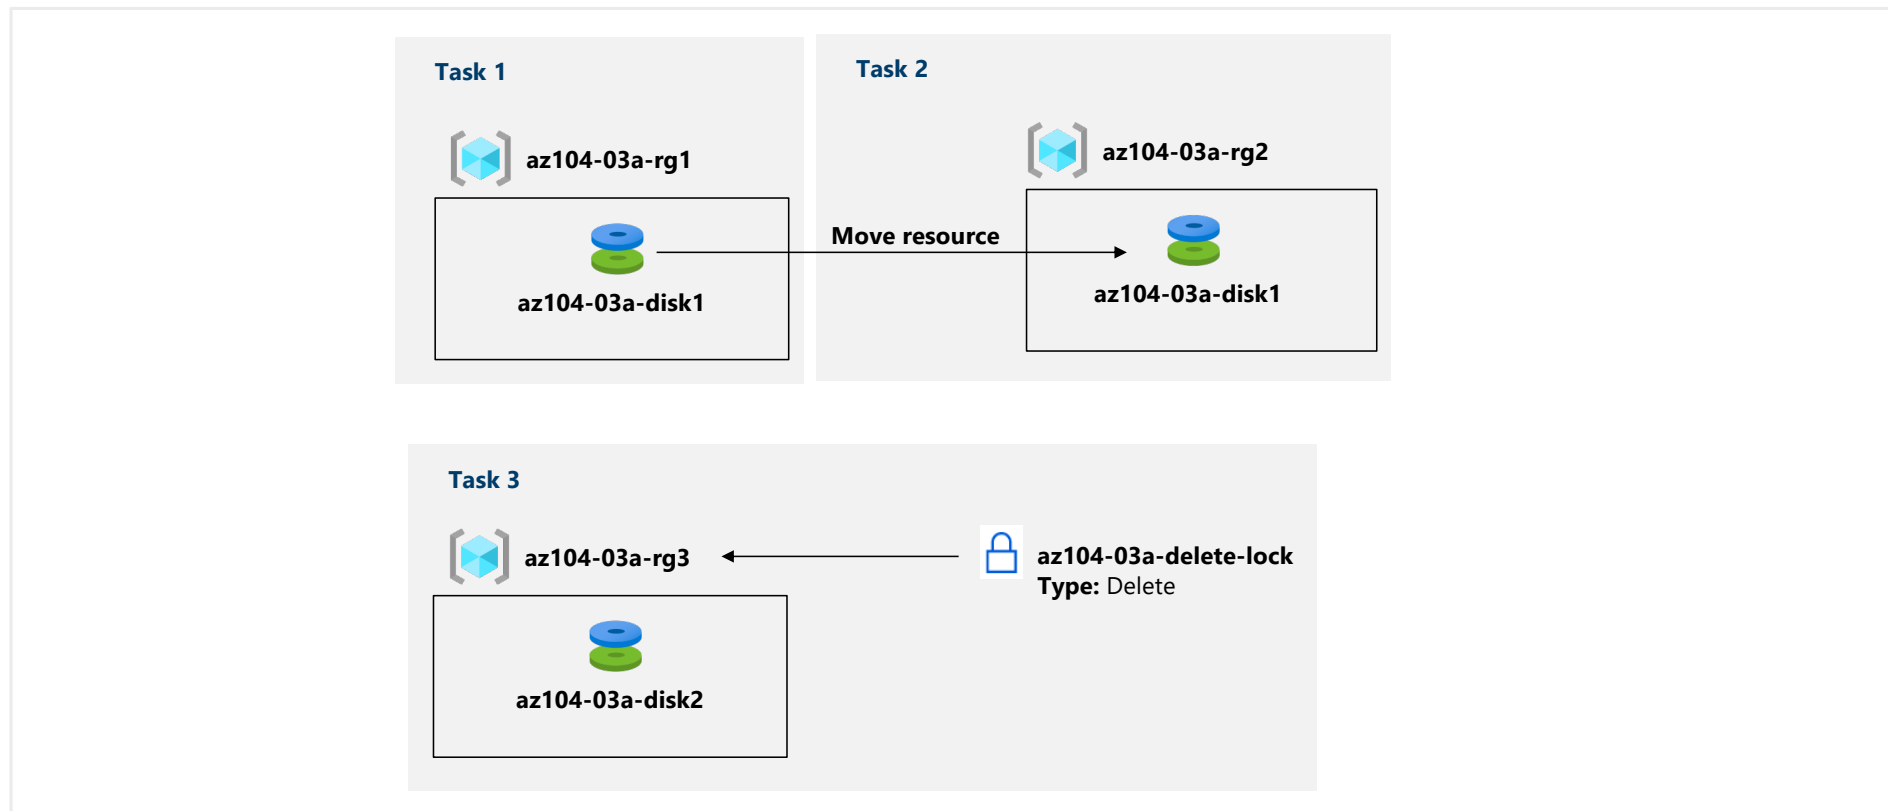 Task 1
az104-03a-rg1
az104-03a-disk1
Move resource
Task 2
az104-03a-rg2
az104-03a-disk1
Task 3
az104-03a-rg3
az104-03a-disk2
az104-03a-delete-lock
Type: Delete